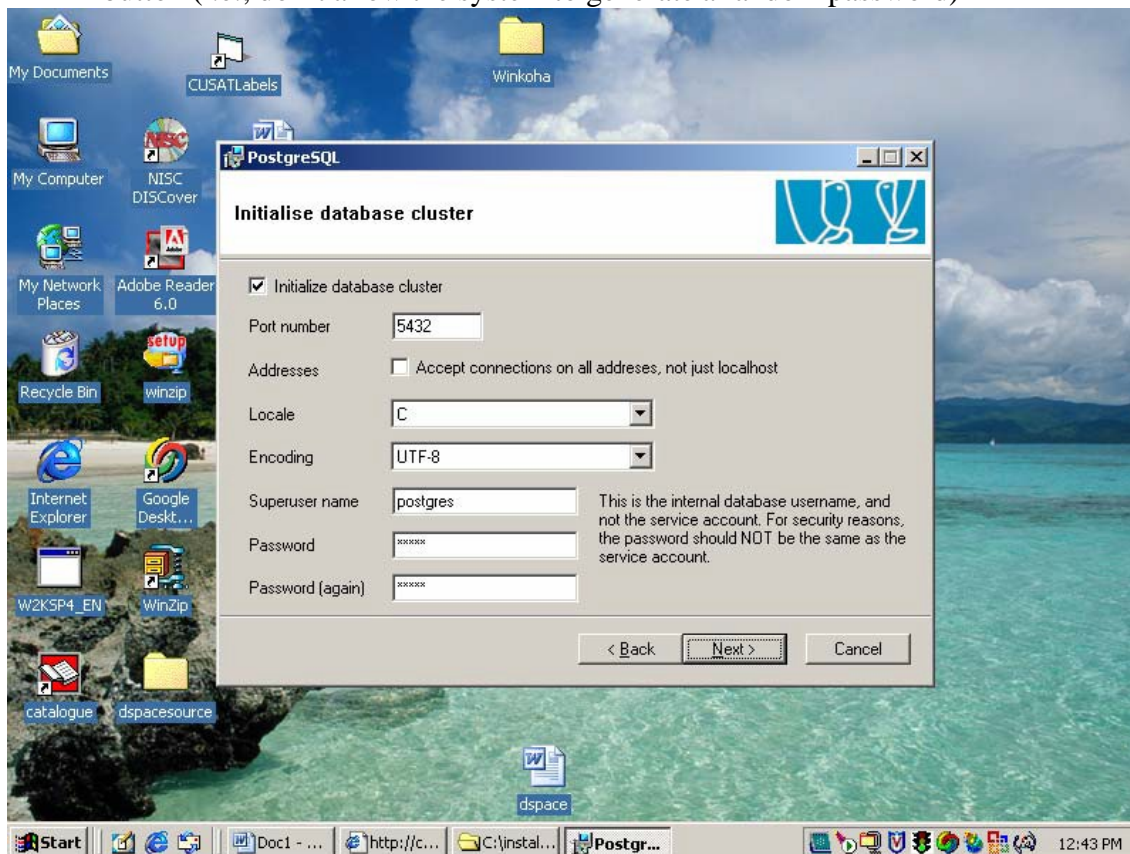 My Documents
CUSATLabels
Winkoha
My Computer
NISC
DISCover
PostgreSQL
Initialise database cluster
My Network
Places
Adobe Reader
6.0
Initialize database cluster
Port number
5432
Addresses
Accept connections on all addreses, not just localhost
Recycle Bin
setup
winzip
Locale
C
Encoding
UTF-8
Internet
Explorer
Google
Deskt...
Superuser name
postgres
This is the internal database username, and
not the service account. For security reasons,
the password should NOT be the same as the
service account.
Password
xxxxx
Password (again)
xxxxx
W2KSP4_EN
WinZip
< Back
Next >
Cancel
catalogue
dspacesource
dspace
Start
Doc1 - ...
http://c...
C:\instal...
Postgr...
12:43 PM